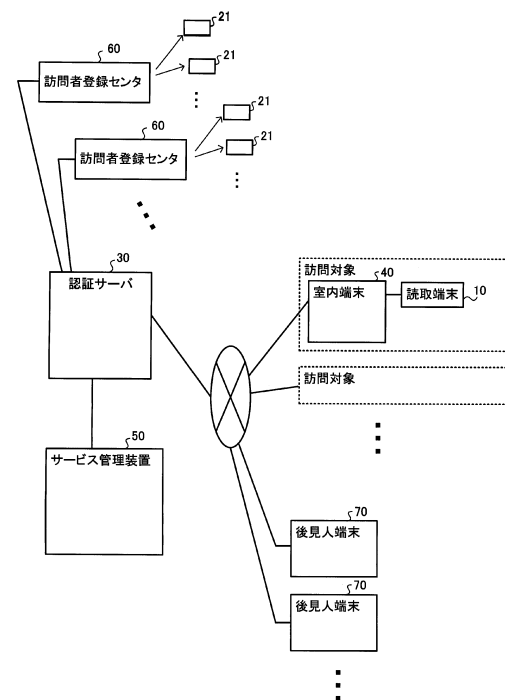 21
60
訪問者登録センタ
21
21
60
訪問者登録センタ
21
30
認証サーバ
訪問対象
40
室内端末
読取端末
10
訪問対象
50
サービス管理装置
70
後見人端末
70
後見人端末